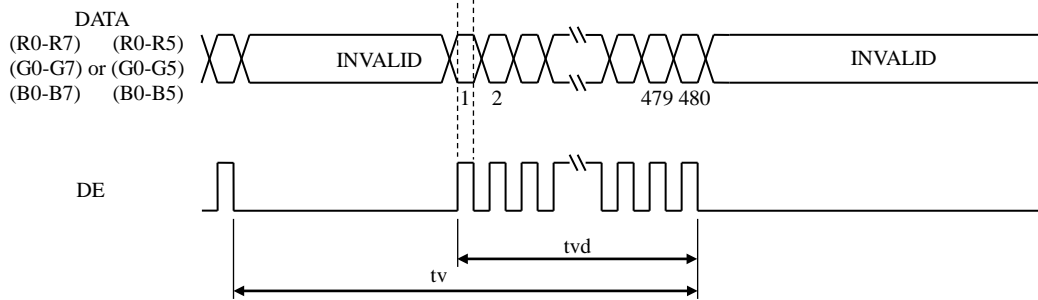 DATA
(R0-R7) (R0-R5)
(G0-G7) or (G0-G5)
(B0-B7) (B0-B5)
INVALID
INVALID
1 2 479 480
DE
tvd
tv